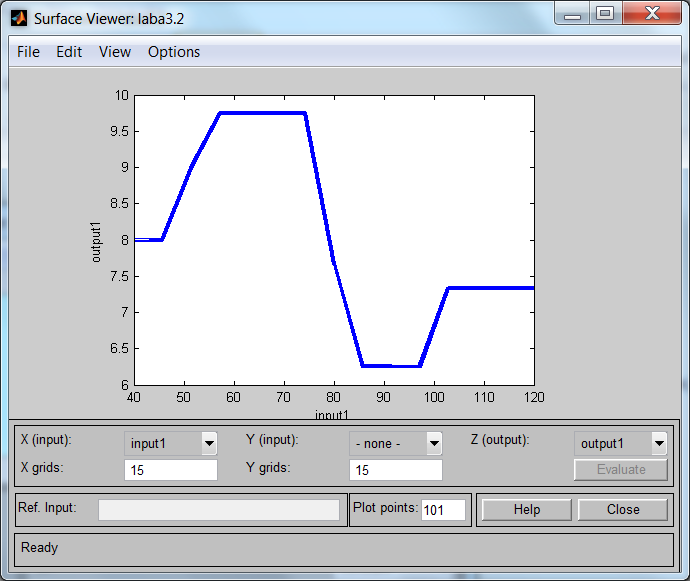 Surface Viewer: laba3.2
File Edit View Options
10
9.5
9
8.5
8
7.5
7
6.5
6
output1
40 50 60 70 80 90 100 110 120
input1
X (input): input1 Y (input): - none - Z (output): output1
X grids: 15 Y grids: 15 Evaluate
Ref. Input: Plot points: 101 Help Close
Ready